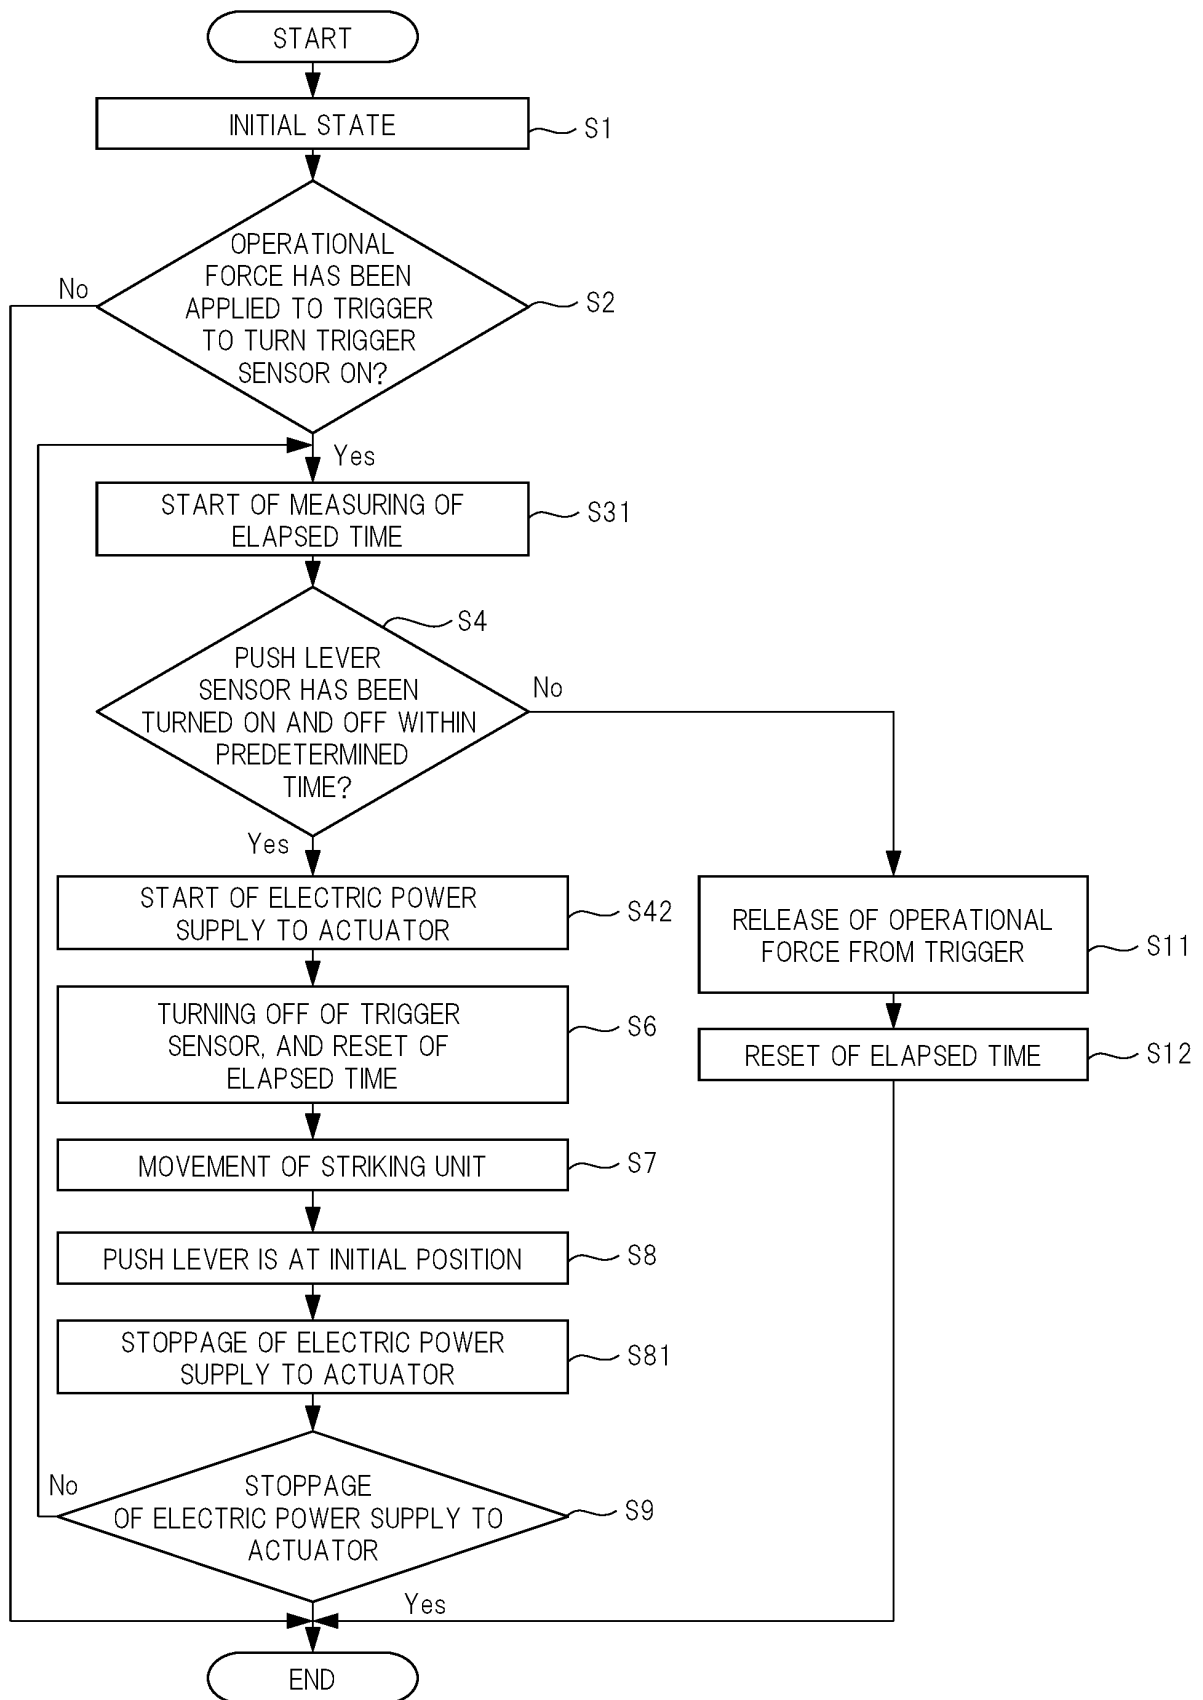 START
INITIAL STATE
S1
OPERATIONAL
FORCE HAS BEEN
APPLIED TO TRIGGER
TO TURN TRIGGER
SENSOR ON?
No
S2
Yes
START OF MEASURING OF
ELAPSED TIME
S31
S4
PUSH LEVER
SENSOR HAS BEEN
TURNED ON AND OFF WITHIN
PREDETERMINED
TIME?
No
Yes
START OF ELECTRIC POWER
SUPPLY TO ACTUATOR
S42
RELEASE OF OPERATIONAL
FORCE FROM TRIGGER
S11
TURNING OFF OF TRIGGER
SENSOR, AND RESET OF
ELAPSED TIME
S6
RESET OF ELAPSED TIME
S12
MOVEMENT OF STRIKING UNIT
S7
PUSH LEVER IS AT INITIAL POSITION
S8
STOPPAGE OF ELECTRIC POWER
SUPPLY TO ACTUATOR
S81
No
STOPPAGE
OF ELECTRIC POWER SUPPLY TO
ACTUATOR
S9
Yes
END